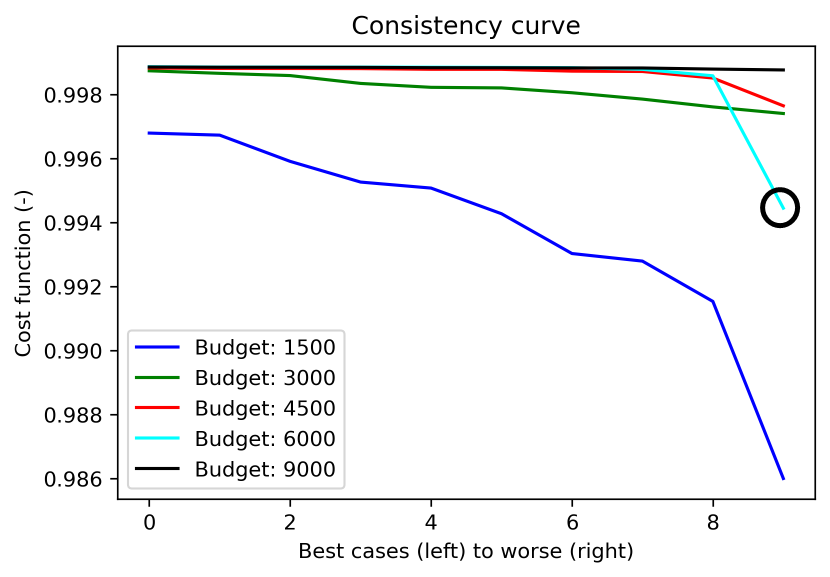 Consistency curve
Cost function (-)
0.998
0.996
0.994
0.992
0.990
0.988
0.986
Budget: 1500
Budget: 3000
Budget: 4500
Budget: 6000
Budget: 9000
0 2 4 6 8
Best cases (left) to worse (right)